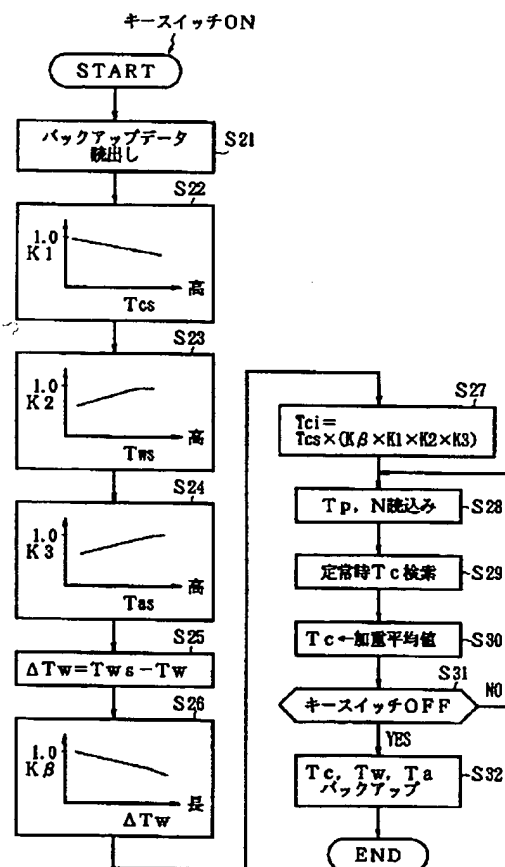 キースイッチON
START
バックアップデータ
読出し
S21
S22
1.0
K1
Tcs
高
S23
1.0
K2
Tws
高
S24
1.0
K3
Tas
高
S25
ΔTw=Tws-Tw
S26
1.0
Kβ
ΔTw
長
S27
Tci=
Tcs×(Kβ×K1×K2×K3)
Tp, N読込み
S28
定常時Tc検索
S29
Tc←加重平均値
S30
S31
キースイッチOFF
NO
YES
Tc, Tw, Ta
バックアップ
S32
END